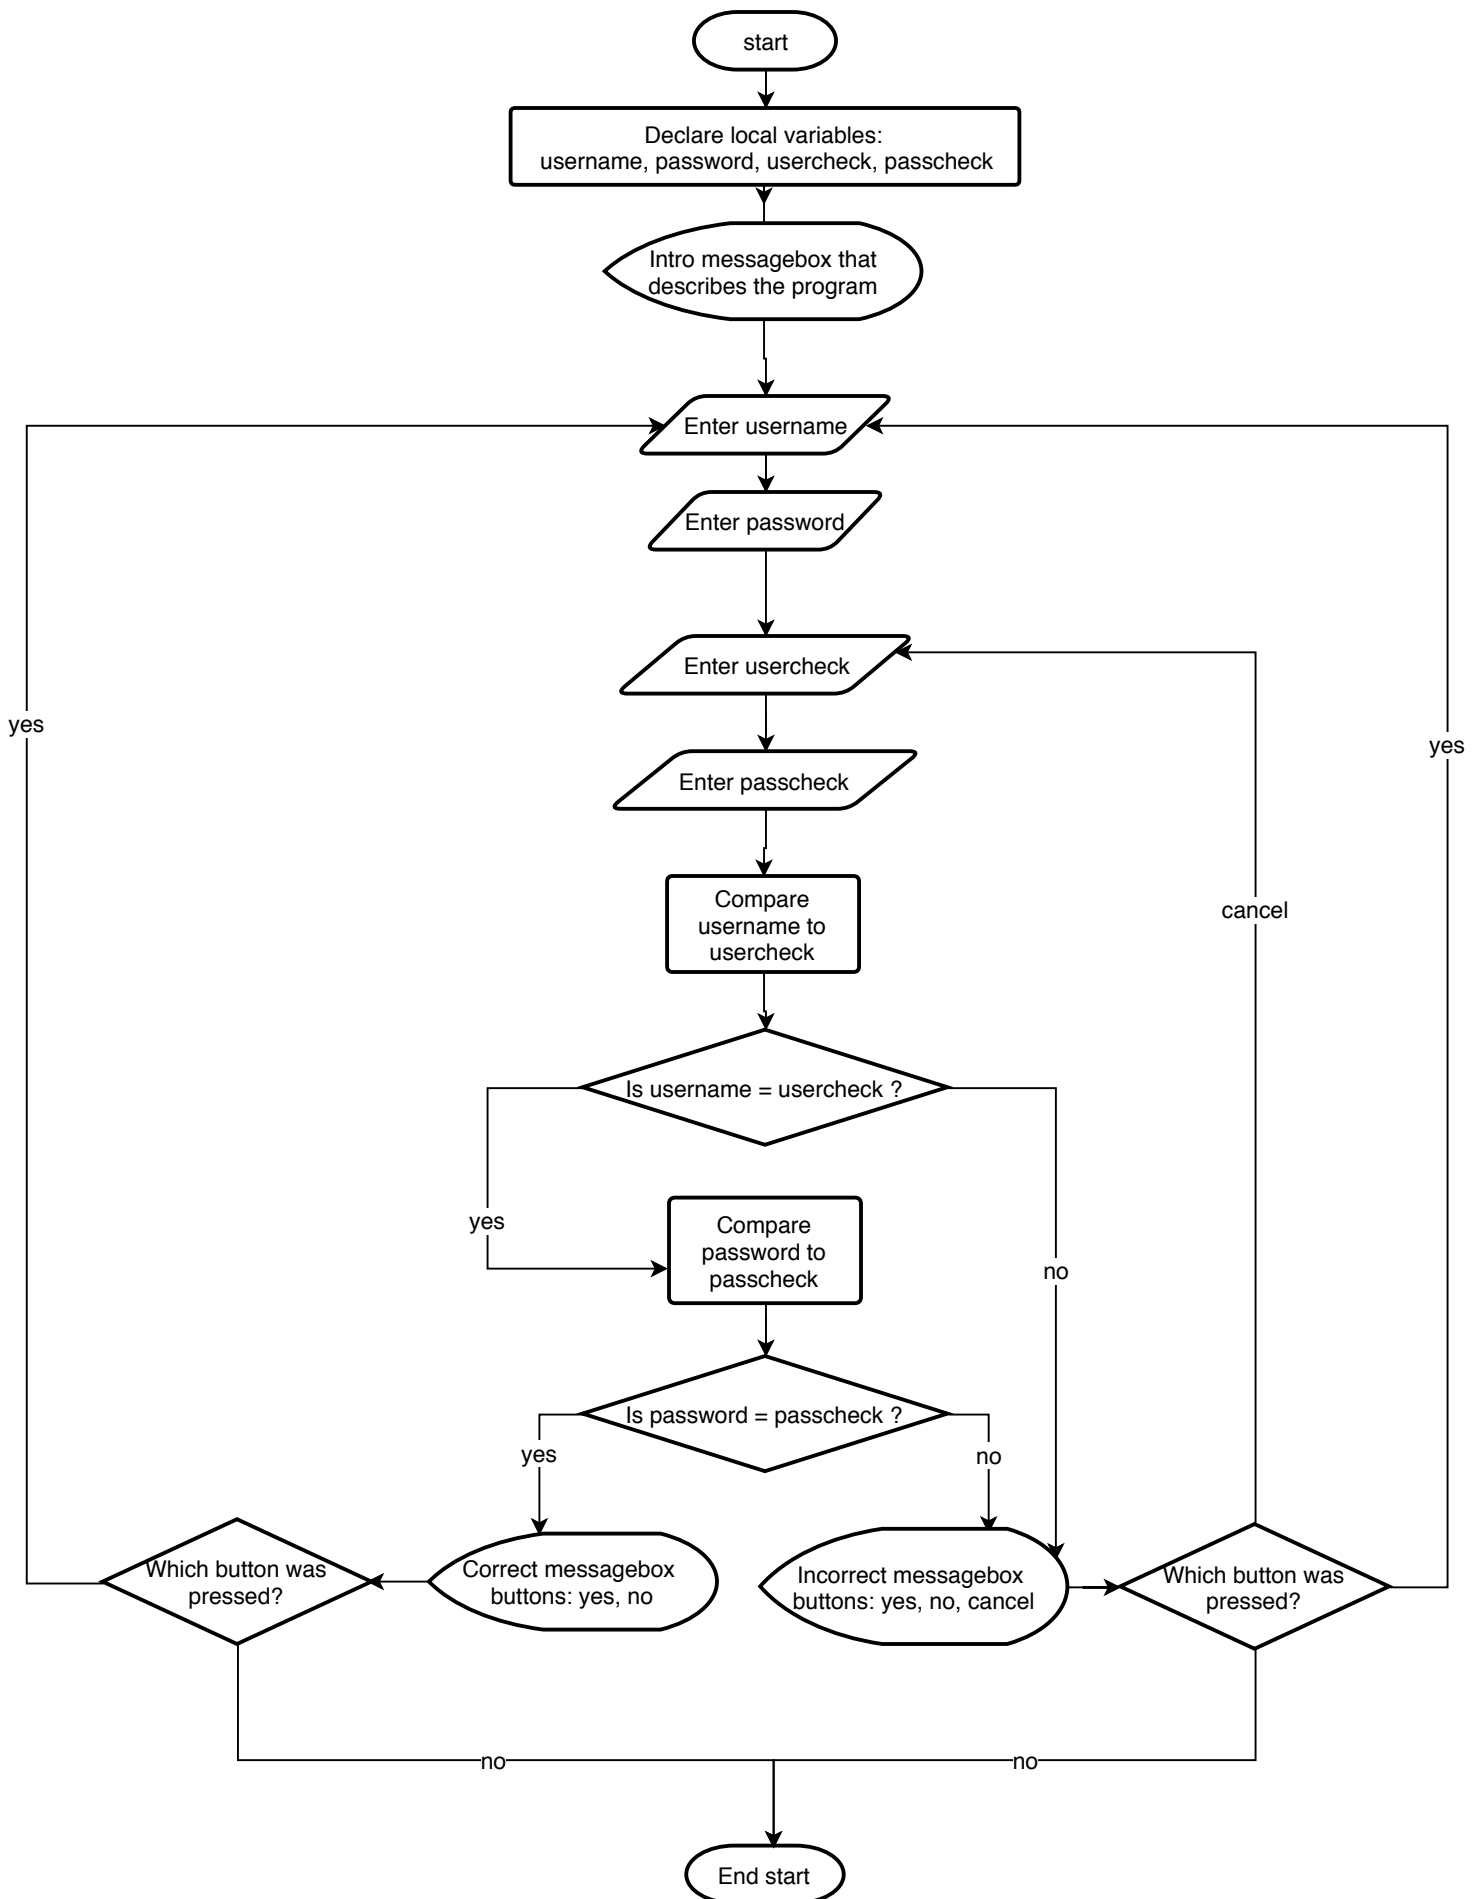 start
Declare local variables:
username, password, usercheck, passcheck
Intro messagebox that
describes the program
Enter username
Enter password
Enter usercheck
yes
yes
Enter passcheck
Compare
username to
usercheck
cancel
Is username = usercheck ?
yes
Compare
password to
passcheck
no
Is password = passcheck ?
yes
no
Which button was
pressed?
Correct messagebox
buttons: yes, no
Incorrect messagebox
buttons: yes, no, cancel
Which button was
pressed?
no
no
End start